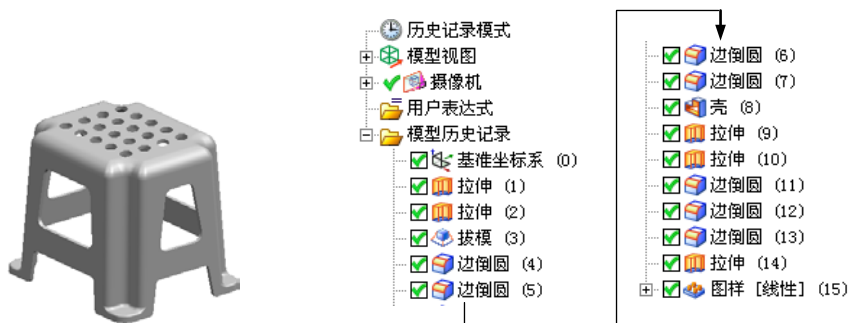 历史记录模式
模型视图
摄像机
用户表达式
模型历史记录
基准坐标系 (0)
拉伸 (1)
拉伸 (2)
拔模 (3)
边倒圆 (4)
边倒圆 (5)
边倒圆 (6)
边倒圆 (7)
壳 (8)
拉伸 (9)
拉伸 (10)
边倒圆 (11)
边倒圆 (12)
边倒圆 (13)
拉伸 (14)
图样 [线性] (15)